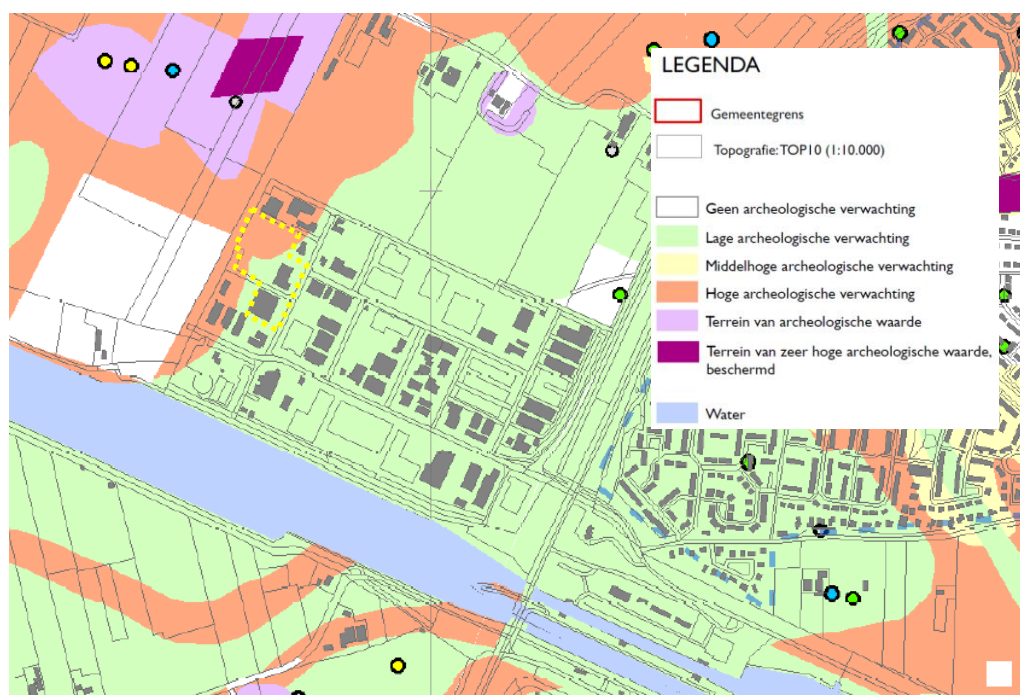 LEGENDA
Gemeentegrens
Topografie: TOP10 (1:10.000)
Geen archeologische verwachting
Lage archeologische verwachting
Middelhoge archeologische verwachting
Hoge archeologische verwachting
Terrein van archeologische waarde
Terrein van zeer hoge archeologische waarde,
beschermd
Water